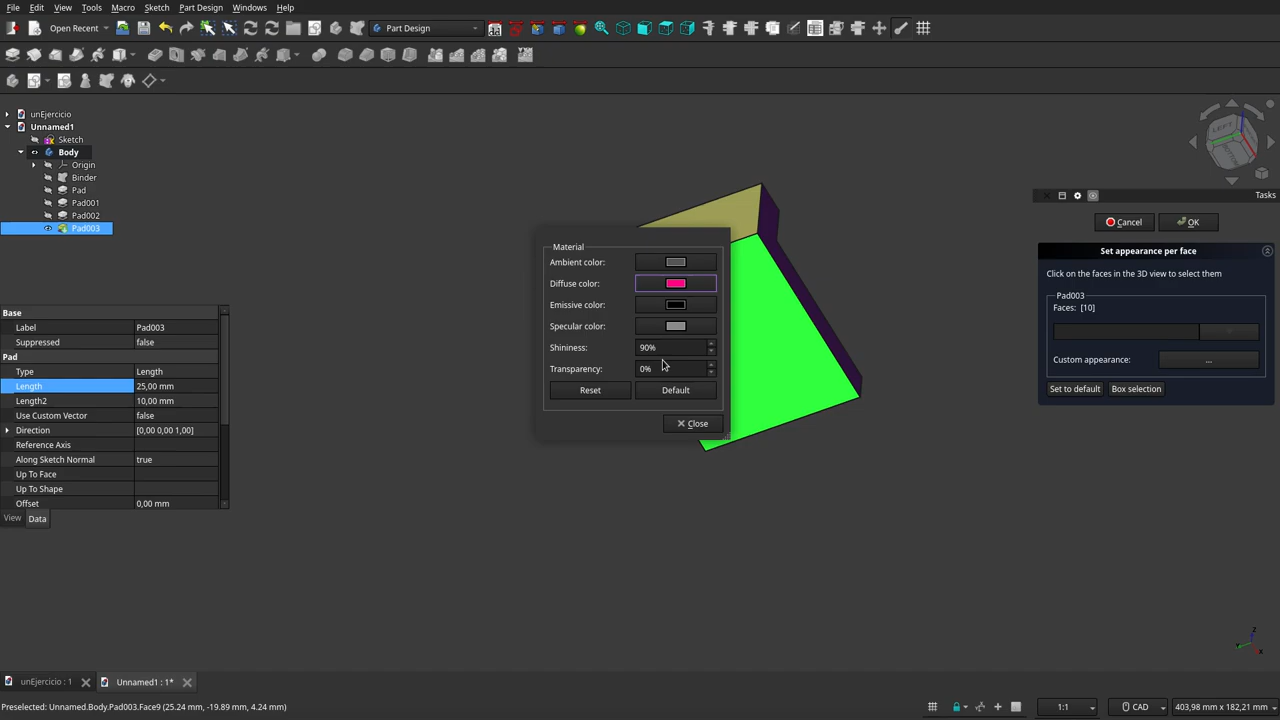 File Edit View Tools Macro Sketch Part Design Windows Help
Open Recent Part Design
unEjercicio
Unnamed1
Sketch
Body
Origin
Binder
Pad
Pad001
Pad002
Pad003
Base
Label Pad003
Suppressed false
Pad
Type Length
Length 25,00 mm
Length2 10,00 mm
Use Custom Vector false
Direction [0,00 0,00 1,00]
Reference Axis
Along Sketch Normal true
Up To Face
Up To Shape
Offset 0,00 mm
View Data
Material
Ambient color:
Diffuse color:
Emissive color:
Specular color:
Shininess: 90%
Transparency: 0%
Reset Default
Close
LEFT
Tasks
Cancel OK
Set appearance per face
Click on the faces in the 3D view to select them
Pad003
Faces: [10]
Custom appearance: ...
Set to default Box selection
Z
Y X
unEjercicio : 1 Unnamed1 : 1*
Preselected: Unnamed.Body.Pad003.Face9 (25.24 mm, -19.89 mm, 4.24 mm) 1:1 CAD 403,98 mm x 182,21 mm